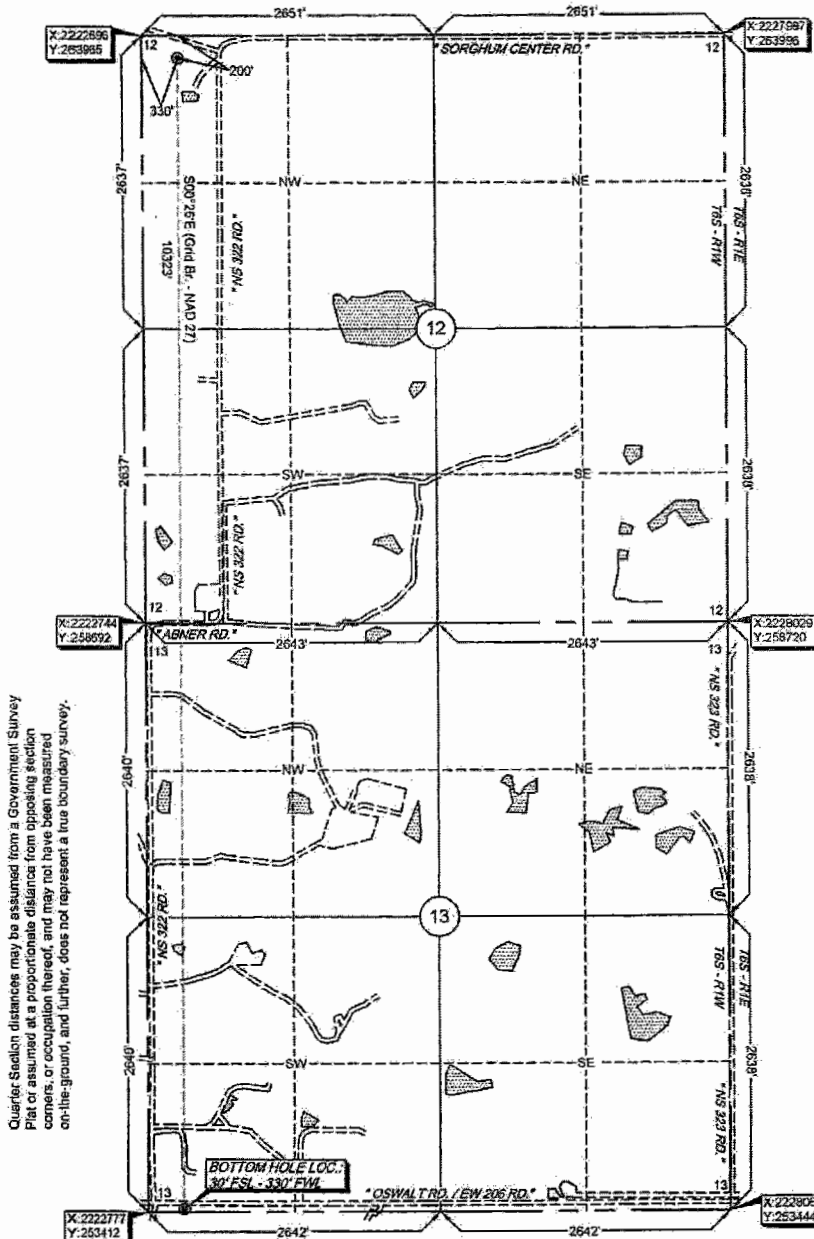 2651'
2651'
X:2222696
Y:263965
X:2227987
Y:263996
12
12
"SORGHUM CENTER RD."
200'
330'
2637'
2638'
NW
NE
S00°26'E (Grid Br. - NAD 27)
10323'
"NS 322 RD."
T6S - R1W
T6S - R1E
12
2637'
2638'
SW
SE
"NS 322 RD."
12
12
X:2222744
Y:258692
X:2228029
Y:258720
"ABNER RD."
2643'
2643'
13
13
"NS 323 RD."
Quarter Section distances may be assumed from a Government Survey
Plat or assumed at a proportionate distance from opposing section
corners, or occupation thereof, and may not have been measured
on-the-ground, and further, does not represent a true boundary survey.
2640'
2638'
NW
NE
13
"NS 322 RD."
T6S - R1W
T6S - R1E
2640'
2638'
SW
SE
"NS 323 RD."
BOTTOM HOLE LOC.:
30' FSL - 330' FWL
13
13
"OSWALT RD. / EW 206 RD."
X:2222777
Y:253412
2642'
2642'
Y:253444